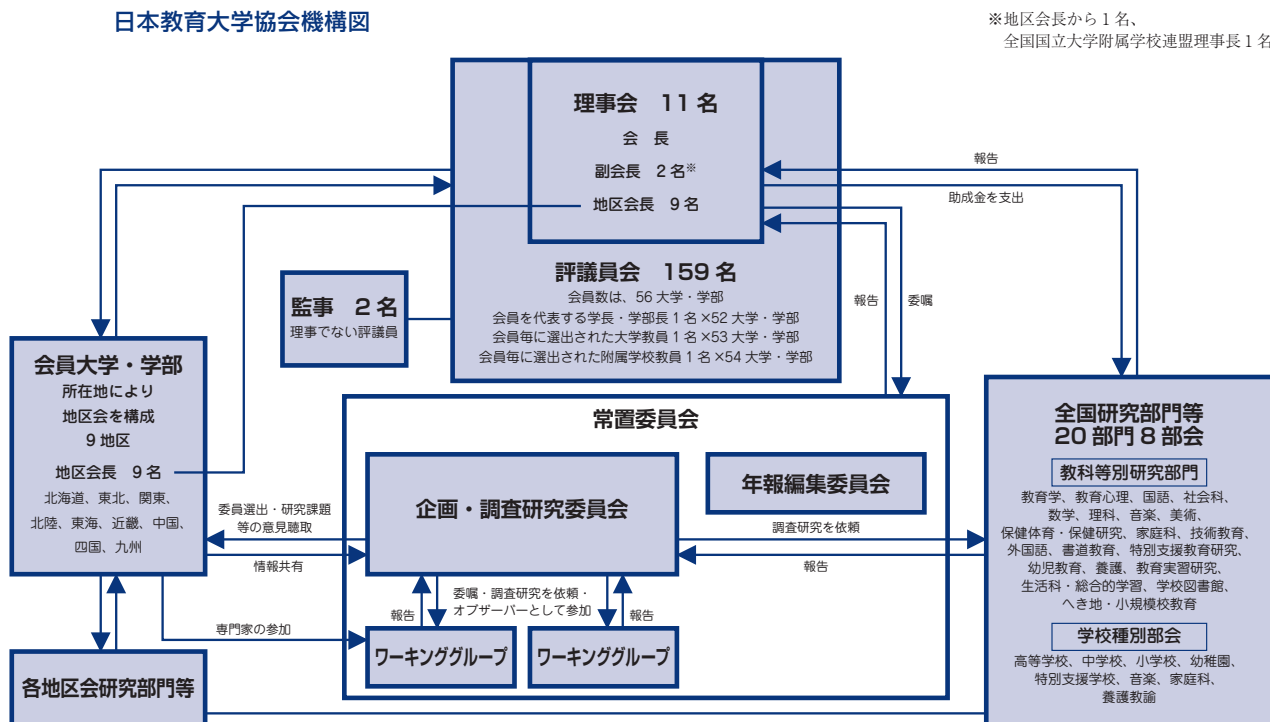 日本教育大学協会機構図
※地区会長から１名、
全国国立大学附属学校連盟理事長１名
理事会　11 名
会　長
副会長　2 名※
地区会長　9 名
評議員会　159 名
会員数は、56 大学・学部
会員を代表する学長・学部長 1 名 ×52 大学・学部
会員毎に選出された大学教員 1 名 ×53 大学・学部
会員毎に選出された附属学校教員 1 名 ×54 大学・学部
監事　2 名
理事でない評議員
報告
助成金を支出
報告
委嘱
会員大学・学部
所在地により
地区会を構成
9 地区
地区会長　9 名
北海道、東北、関東、
北陸、東海、近畿、中国、
四国、九州
委員選出・研究課題
等の意見聴取
情報共有
専門家の参加
各地区会研究部門等
常置委員会
企画・調査研究委員会
年報編集委員会
報告
委嘱・調査研究を依頼・
オブザーバーとして参加
報告
ワーキンググループ
ワーキンググループ
調査研究を依頼
報告
全国研究部門等
20 部門 8 部会
教科等別研究部門
教育学、教育心理、国語、社会科、
数学、理科、音楽、美術、
保健体育・保健研究、家庭科、技術教育、
外国語、書道教育、特別支援教育研究、
幼児教育、養護、教育実習研究、
生活科・総合的学習、学校図書館、
へき地・小規模校教育
学校種別部会
高等学校、中学校、小学校、幼稚園、
特別支援学校、音楽、家庭科、
養護教諭